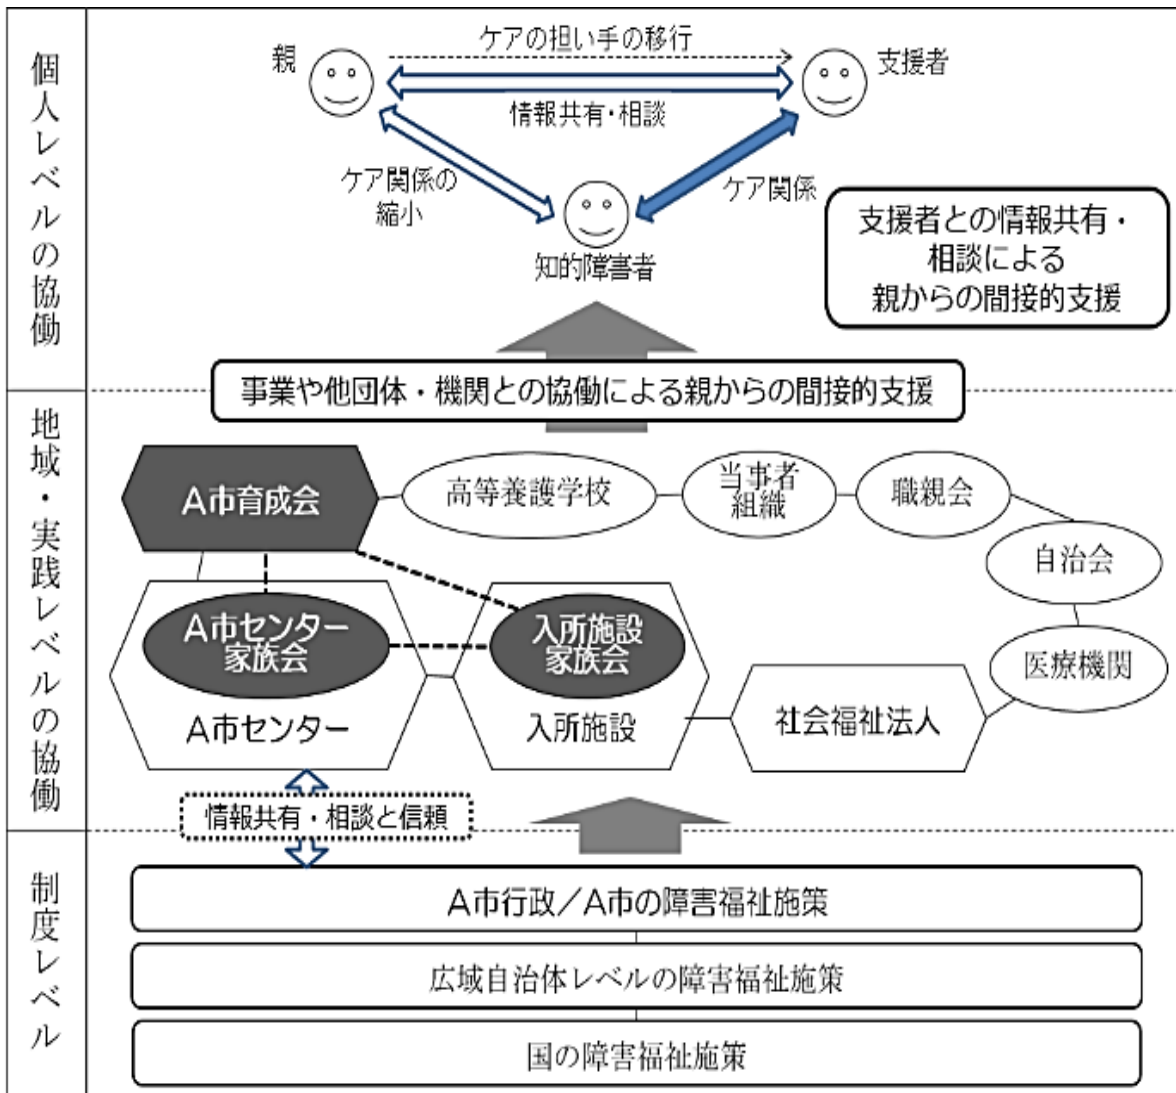 個人レベルの協働
ケアの担い手の移行
親
支援者
情報共有・相談
ケア関係の
縮小
ケア関係
知的障害者
支援者との情報共有・
相談による
親からの間接的支援
事業や他団体・機関との協働による親からの間接的支援
地域・実践レベルの協働
A市育成会
高等養護学校
当事者
組織
職親会
自治会
A市センター
家族会
入所施設
家族会
医療機関
A市センター
入所施設
社会福祉法人
情報共有・相談と信頼
制度レベル
A市行政／A市の障害福祉施策
広域自治体レベルの障害福祉施策
国の障害福祉施策